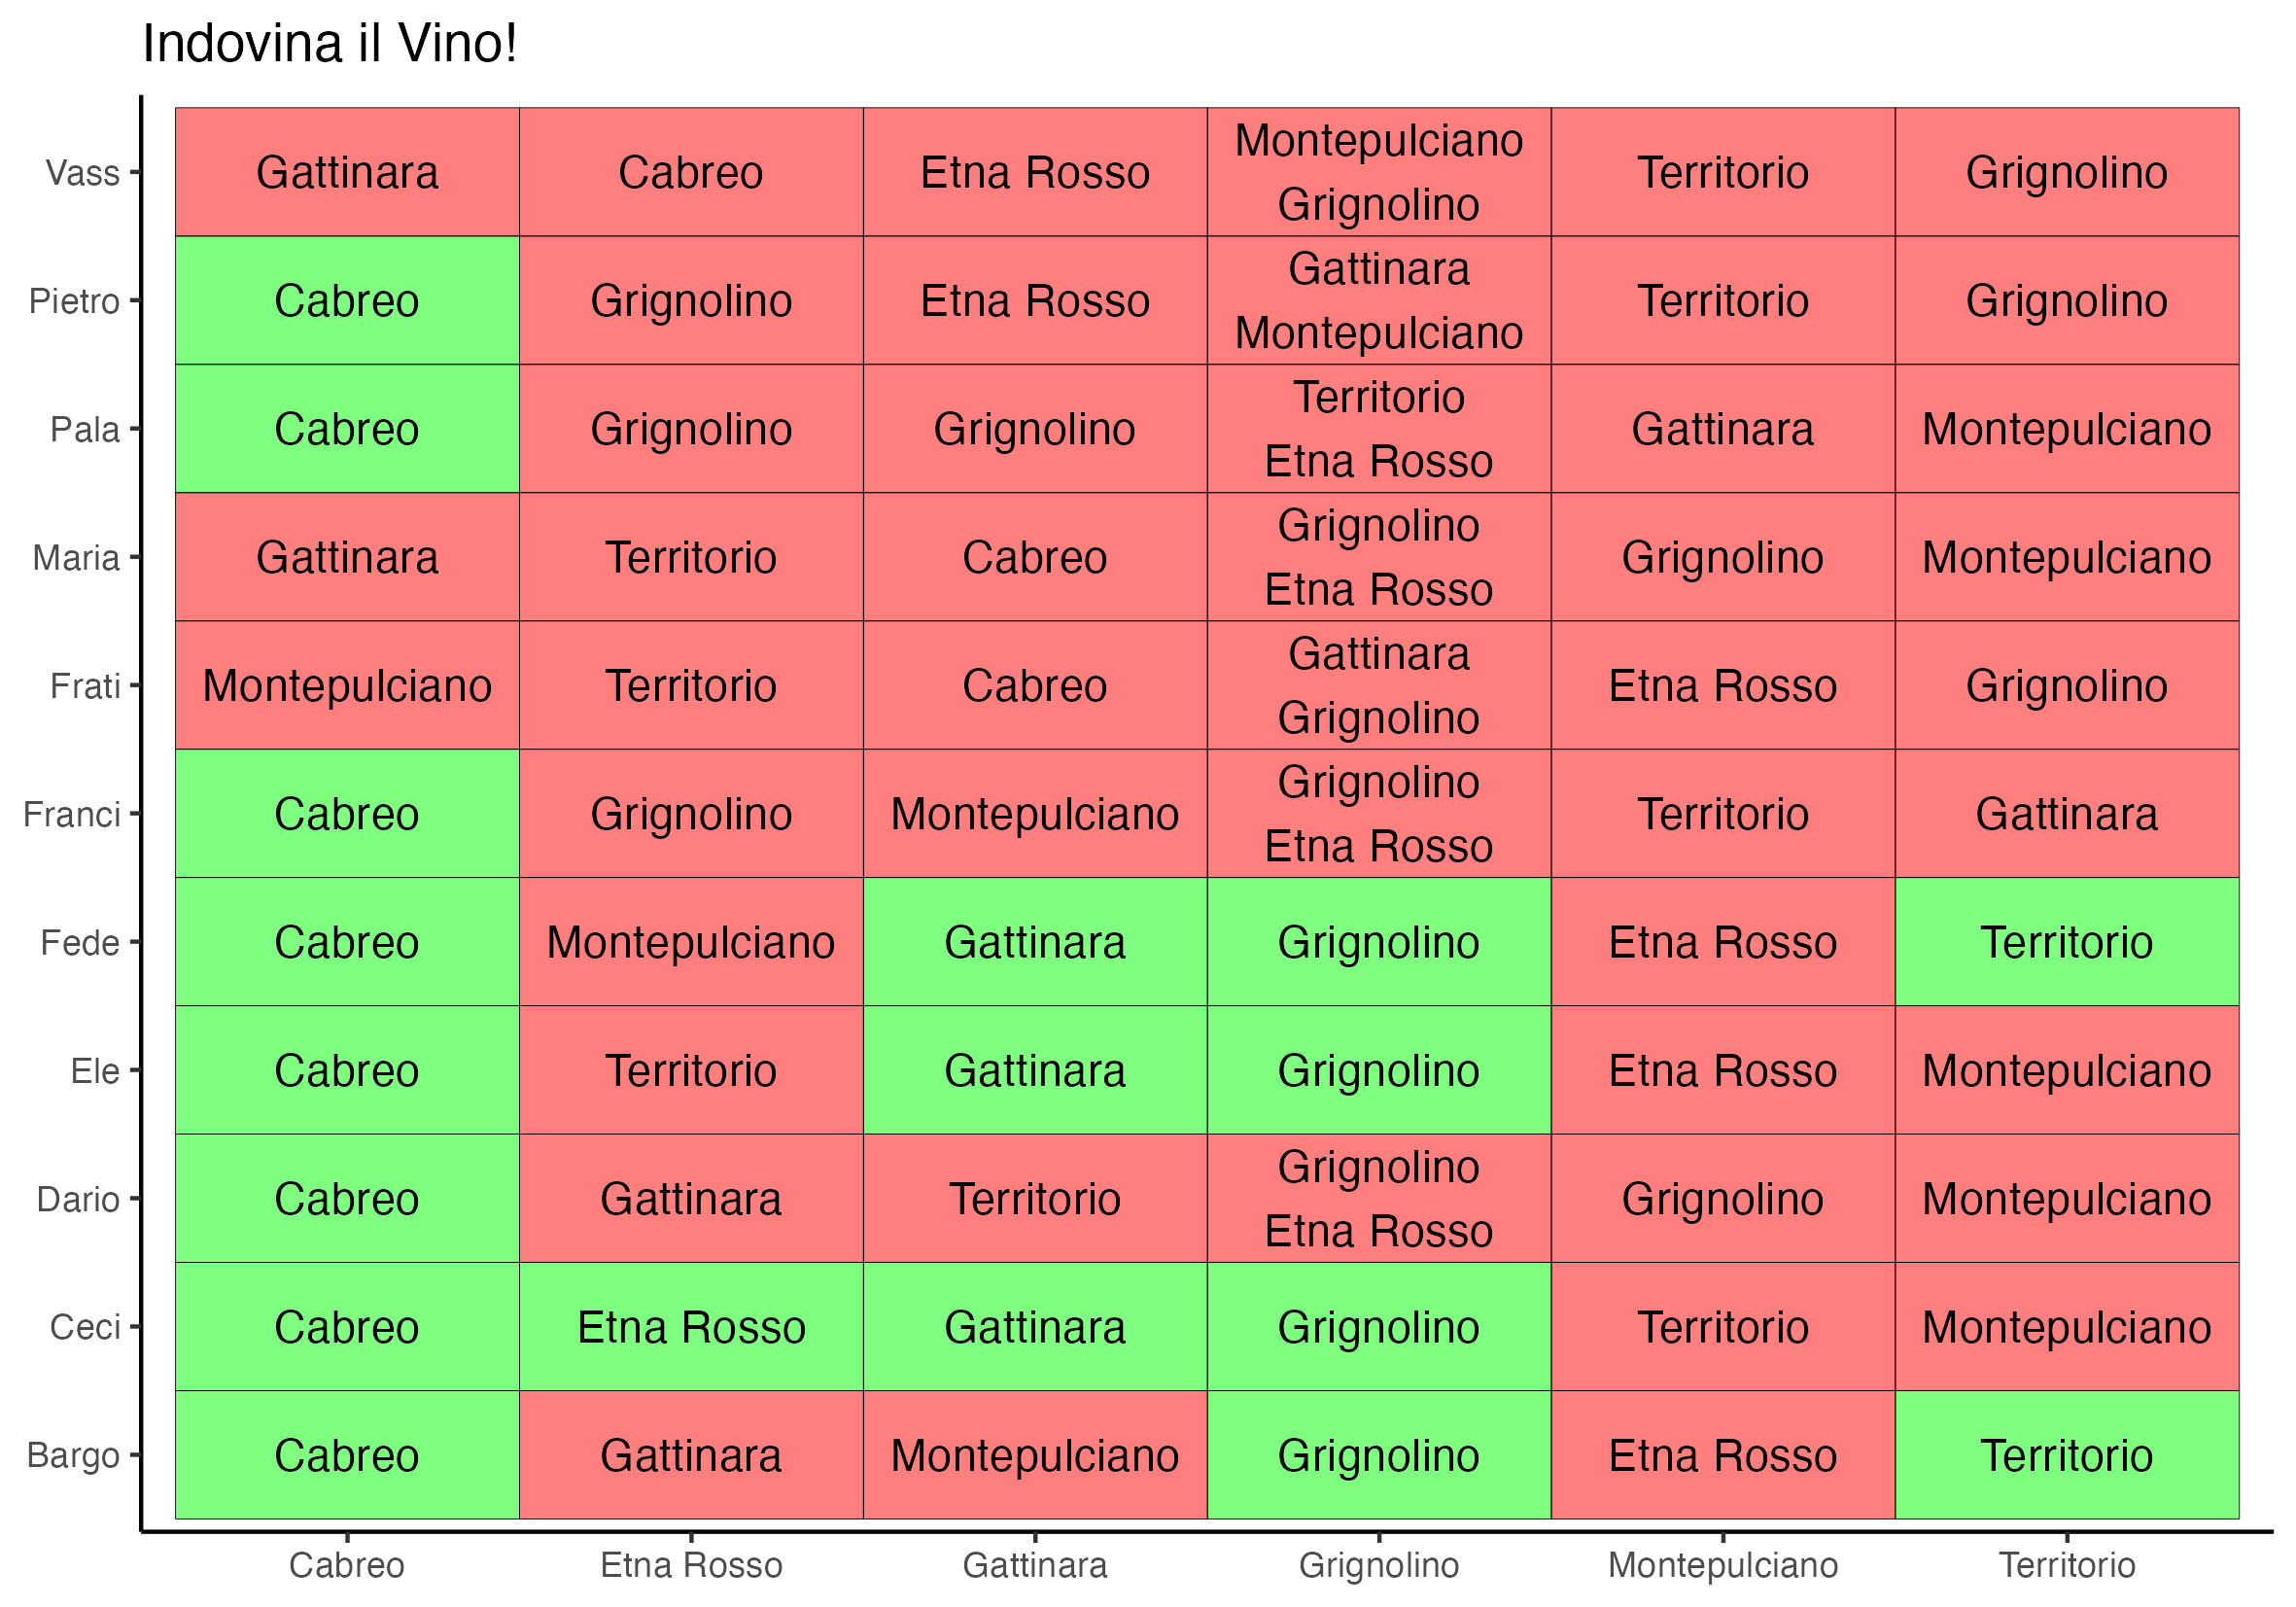 Indovina il Vino!
Vass
Gattinara
Cabreo
Etna Rosso
Montepulciano
Grignolino
Territorio
Grignolino
Pietro
Cabreo
Grignolino
Etna Rosso
Gattinara
Montepulciano
Territorio
Grignolino
Pala
Cabreo
Grignolino
Grignolino
Territorio
Etna Rosso
Gattinara
Montepulciano
Maria
Gattinara
Territorio
Cabreo
Grignolino
Etna Rosso
Grignolino
Montepulciano
Frati
Montepulciano
Territorio
Cabreo
Gattinara
Grignolino
Etna Rosso
Grignolino
Franci
Cabreo
Grignolino
Montepulciano
Grignolino
Etna Rosso
Territorio
Gattinara
Fede
Cabreo
Montepulciano
Gattinara
Grignolino
Etna Rosso
Territorio
Ele
Cabreo
Territorio
Gattinara
Grignolino
Etna Rosso
Montepulciano
Dario
Cabreo
Gattinara
Territorio
Grignolino
Etna Rosso
Grignolino
Montepulciano
Ceci
Cabreo
Etna Rosso
Gattinara
Grignolino
Territorio
Montepulciano
Bargo
Cabreo
Gattinara
Montepulciano
Grignolino
Etna Rosso
Territorio
Cabreo
Etna Rosso
Gattinara
Grignolino
Montepulciano
Territorio